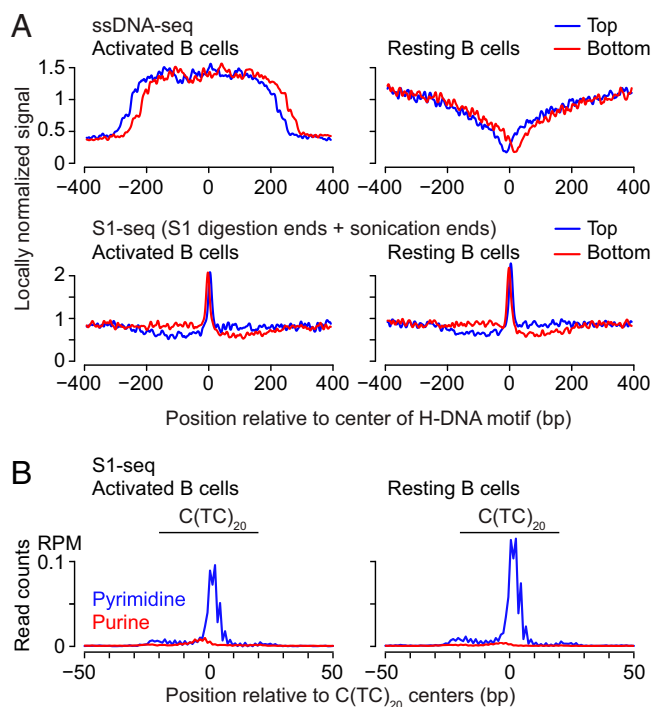 A
ssDNA-seq
Activated B cells
Resting B cells
Top
Bottom
Locally normalized signal
1.5
0.5
0
−400 −200 0 200 400
−400 −200 0 200 400
S1-seq (S1 digestion ends + sonication ends)
Activated B cells
Resting B cells
Top
Bottom
2
1
0
−400 −200 0 200 400
−400 −200 0 200 400
Position relative to center of H-DNA motif (bp)
B
S1-seq
Activated B cells
Resting B cells
C(TC)20
C(TC)20
RPM
Read counts
0.1
0
Pyrimidine
Purine
−50 0 50
−50 0 50
Position relative to C(TC)20 centers (bp)